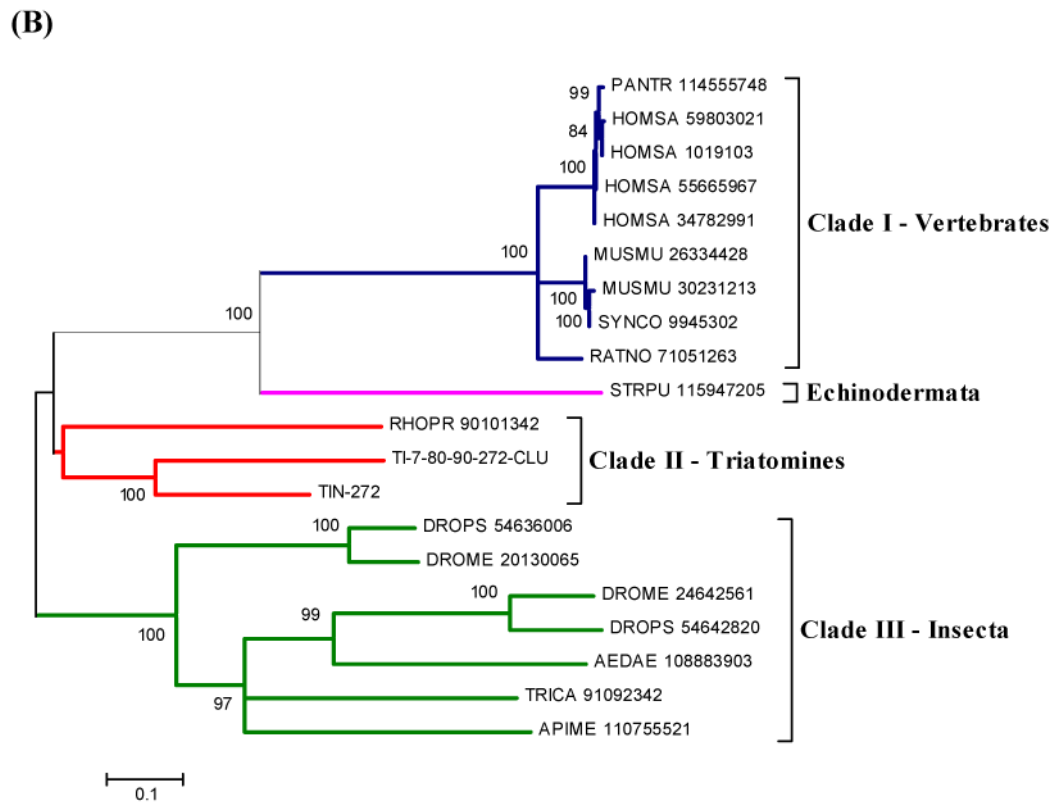 (B)
PANTR 114555748
99
HOMSA 59803021
84
HOMSA 1019103
100
HOMSA 55665967
HOMSA 34782991
Clade I - Vertebrates
MUSMU 26334428
100
MUSMU 30231213
100
100
SYNCO 9945302
100
RATNO 71051263
STRPU 115947205
Echinodermata
RHOPR 90101342
TI-7-80-90-272-CLU
Clade II - Triatomines
100
TIN-272
100
DROPS 54636006
DROME 20130065
100
DROME 24642561
99
DROPS 54642820
Clade III - Insecta
100
AEDAE 108883903
97
TRICA 91092342
APIME 110755521
0.1